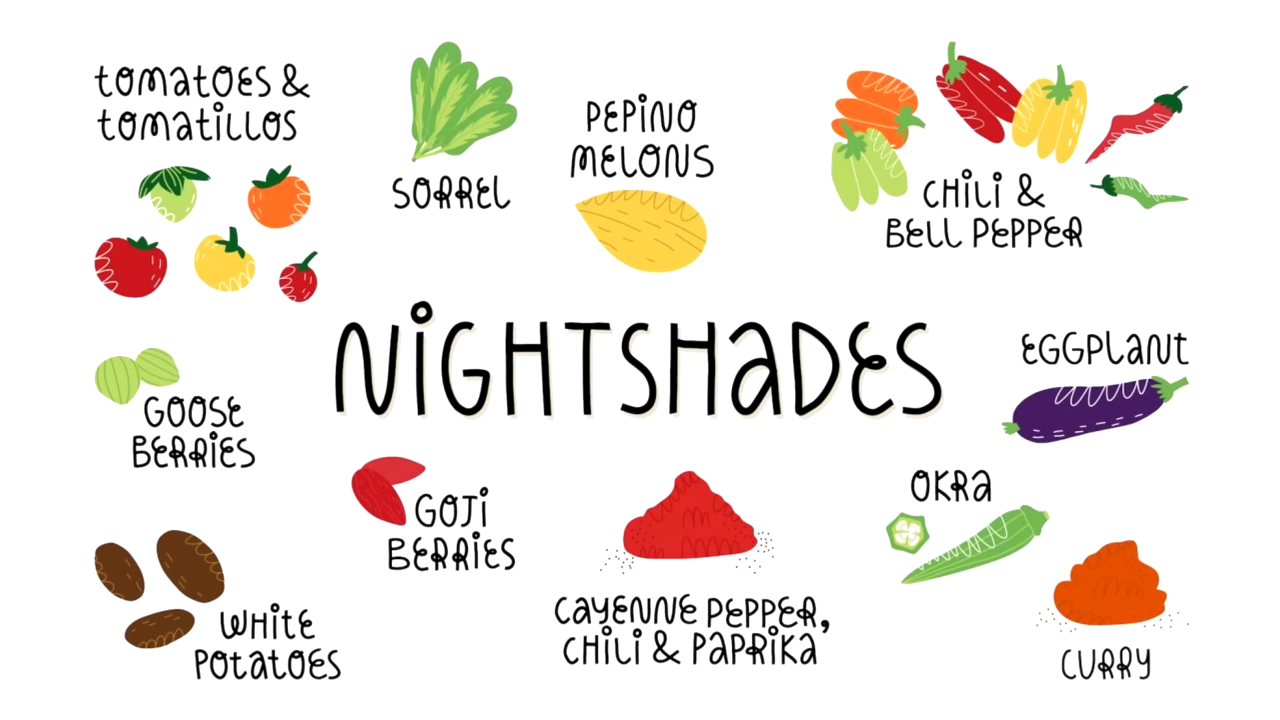 tomatoes &
tomatillos
SORREL
PEPINO
MELONS
CHILI &
BELL PEPPER
NIGHTSHADES
EGGPLANT
GOOSE
BERRIES
GOJI
BERRIES
OKRA
WHITE
POTATOES
CAYENNE PEPPER,
CHILI & PAPRIKA
CURRY